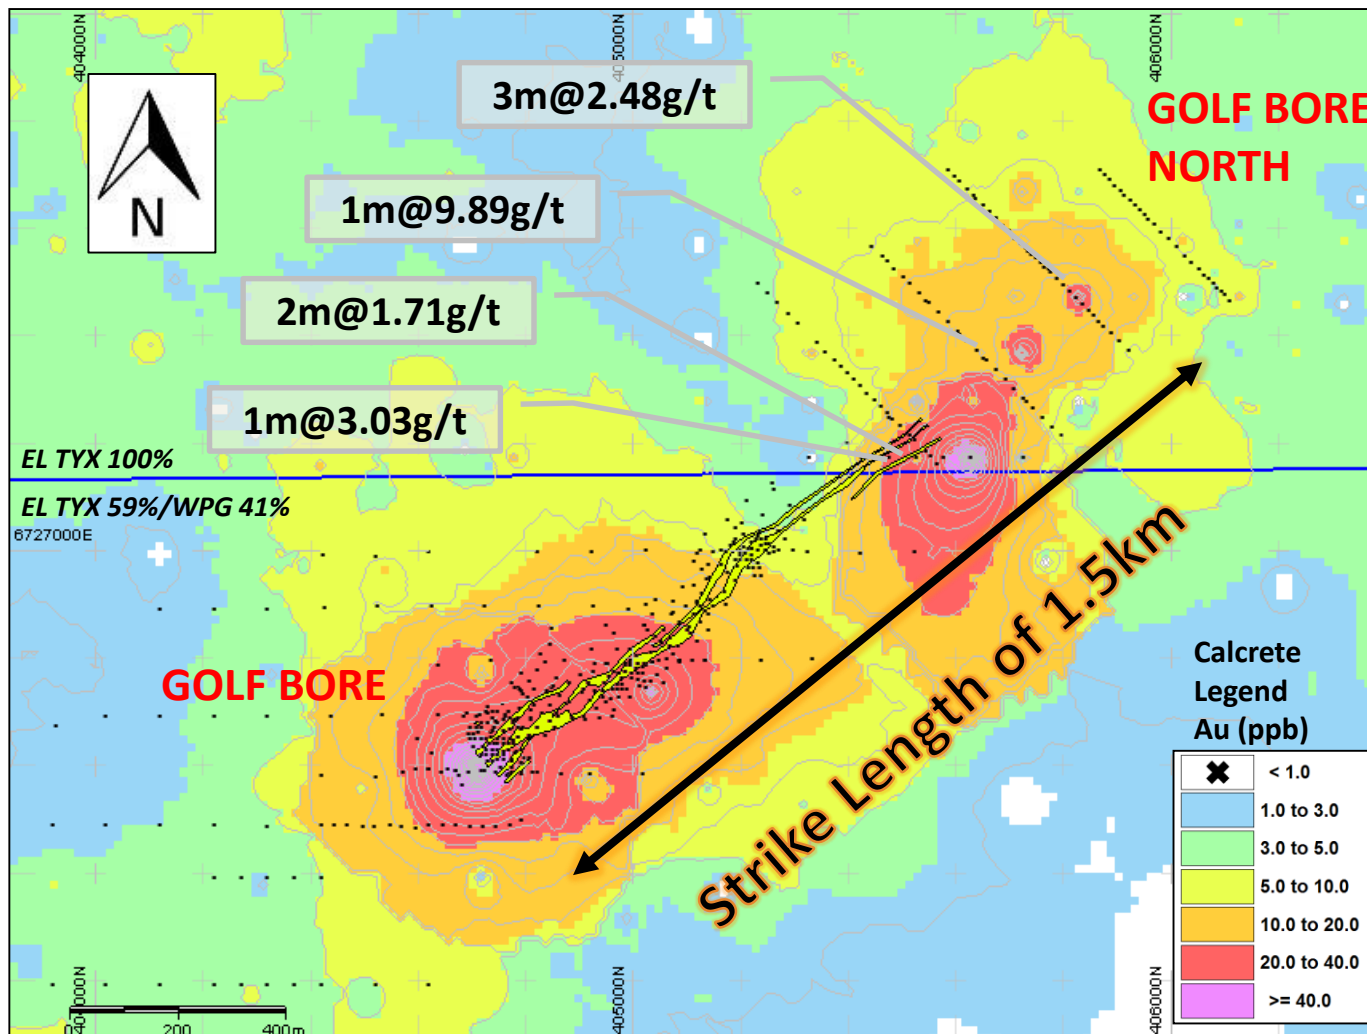 404000N
405000N
406000N
3m@2.48g/t
GOLF BORE
NORTH
N
1m@9.89g/t
2m@1.71g/t
1m@3.03g/t
EL TYX 100%
EL TYX 59%/WPG 41%
6727000E
Strike Length of 1.5km
GOLF BORE
Calcrete
Legend
Au (ppb)
< 1.0
1.0 to 3.0
3.0 to 5.0
5.0 to 10.0
10.0 to 20.0
20.0 to 40.0
>= 40.0
405000N
406000N
0 200 400m